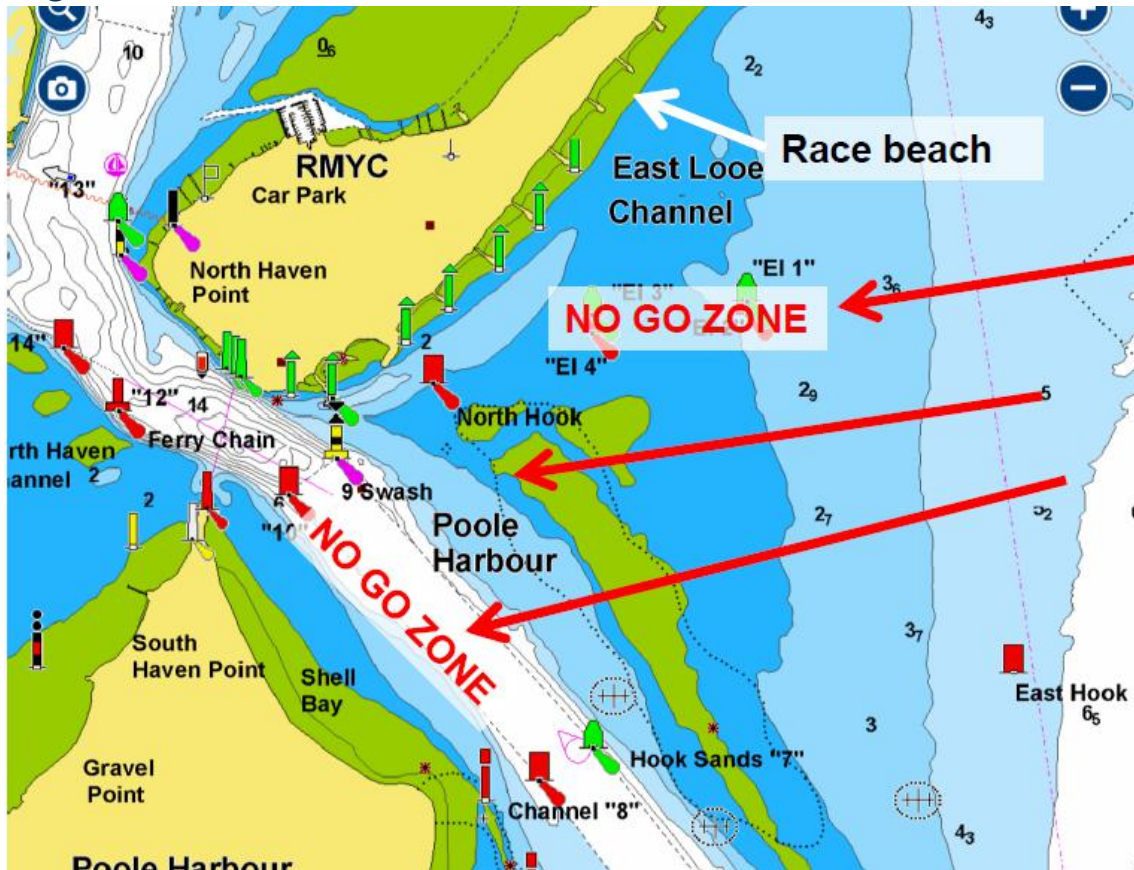 4₃
10
0₆
2₂
RMYC
Race beach
Car Park
East Looe
Channel
"13"
North Haven
Point
"El 1"
"El 3"
3₆
NO GO ZONE
"El 4"
14"
2
2₉
5
"12"
14
North Hook
Ferry Chain
rth Haven
hannel
2
2
9 Swash
6
"10"
Poole
Harbour
2₇
5₂
NO GO ZONE
South
Haven Point
3₇
Shell
Bay
East Hook
6₅
3
Hook Sands "7"
Gravel
Point
Channel "8"
4₃
Poole Harbour